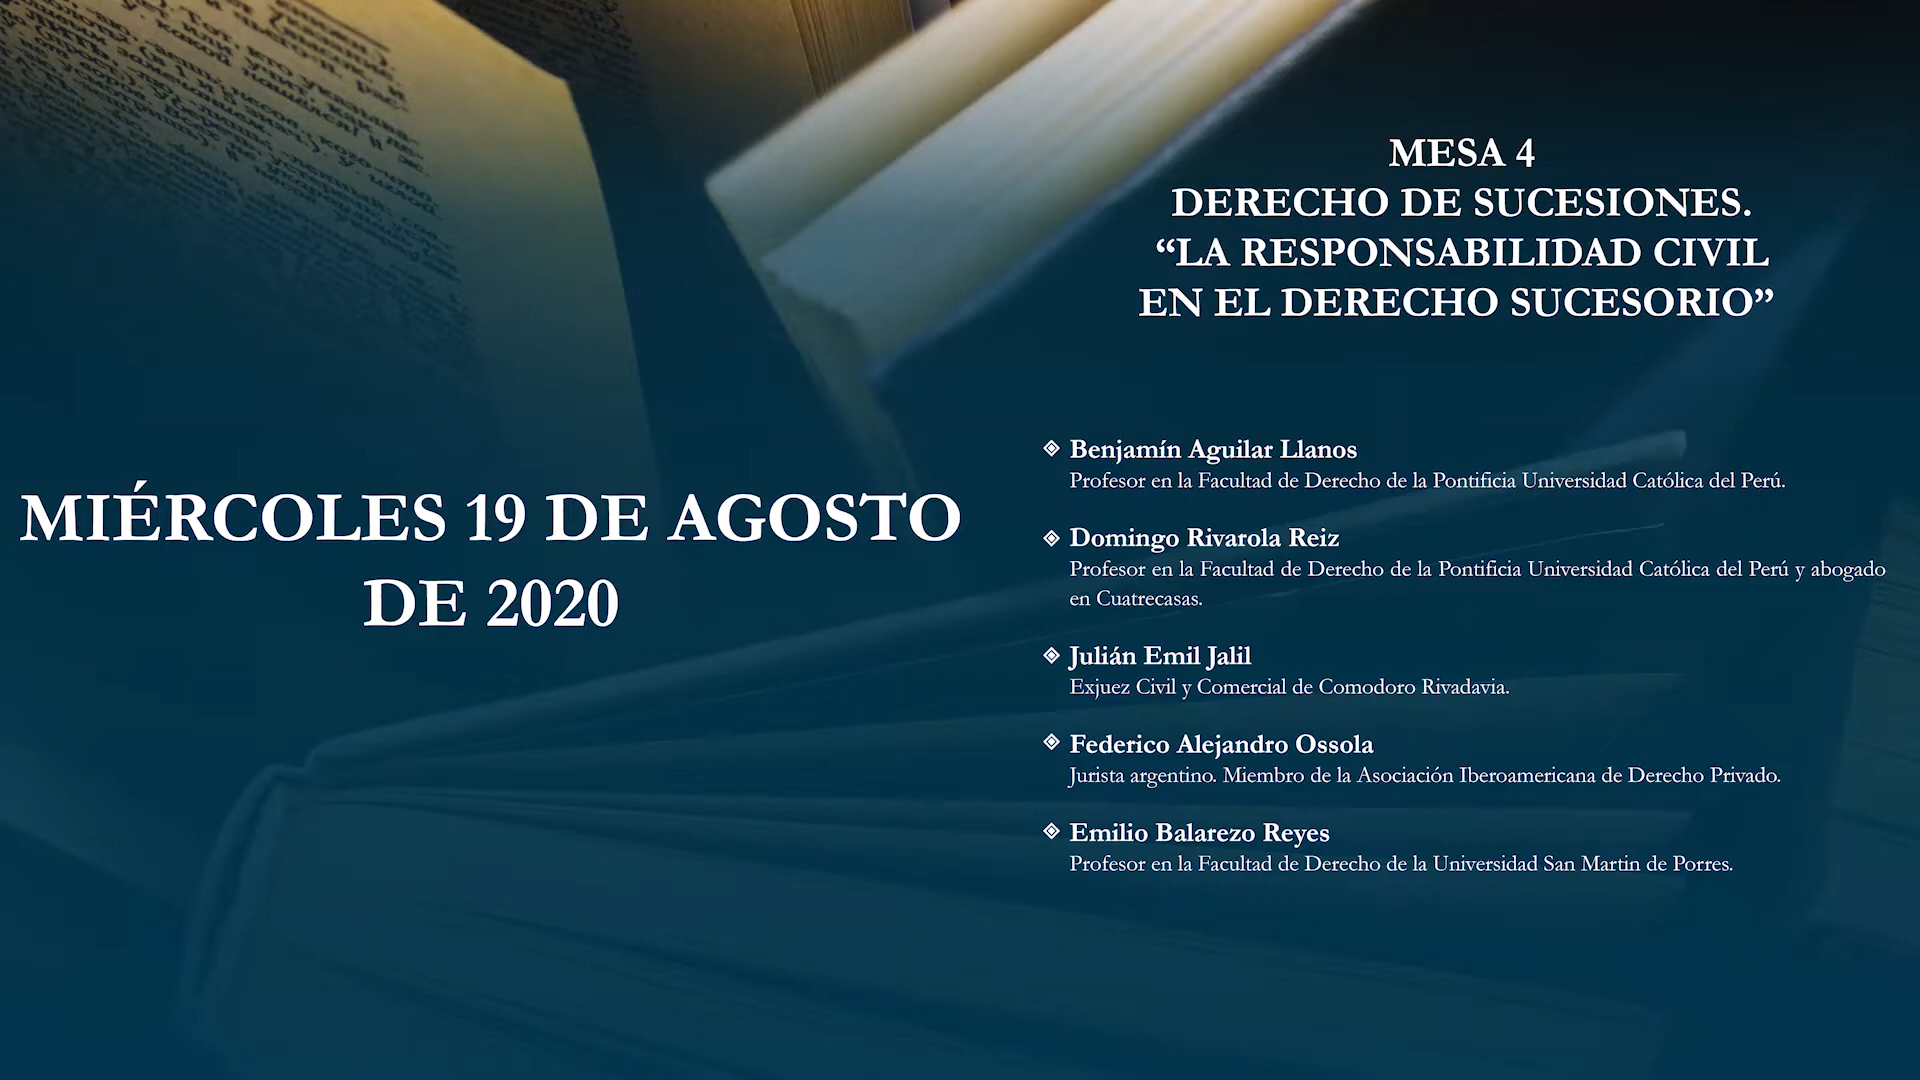 MIÉRCOLES 19 DE AGOSTO
DE 2020
MESA 4
DERECHO DE SUCESIONES.
“LA RESPONSABILIDAD CIVIL
EN EL DERECHO SUCESORIO”
Benjamín Aguilar Llanos
Profesor en la Facultad de Derecho de la Pontificia Universidad Católica del Perú.
Domingo Rivarola Reiz
Profesor en la Facultad de Derecho de la Pontificia Universidad Católica del Perú y abogado
en Cuatrecasas.
Julián Emil Jalil
Exjuez Civil y Comercial de Comodoro Rivadavia.
Federico Alejandro Ossola
Jurista argentino. Miembro de la Asociación Iberoamericana de Derecho Privado.
Emilio Balarezo Reyes
Profesor en la Facultad de Derecho de la Universidad San Martin de Porres.